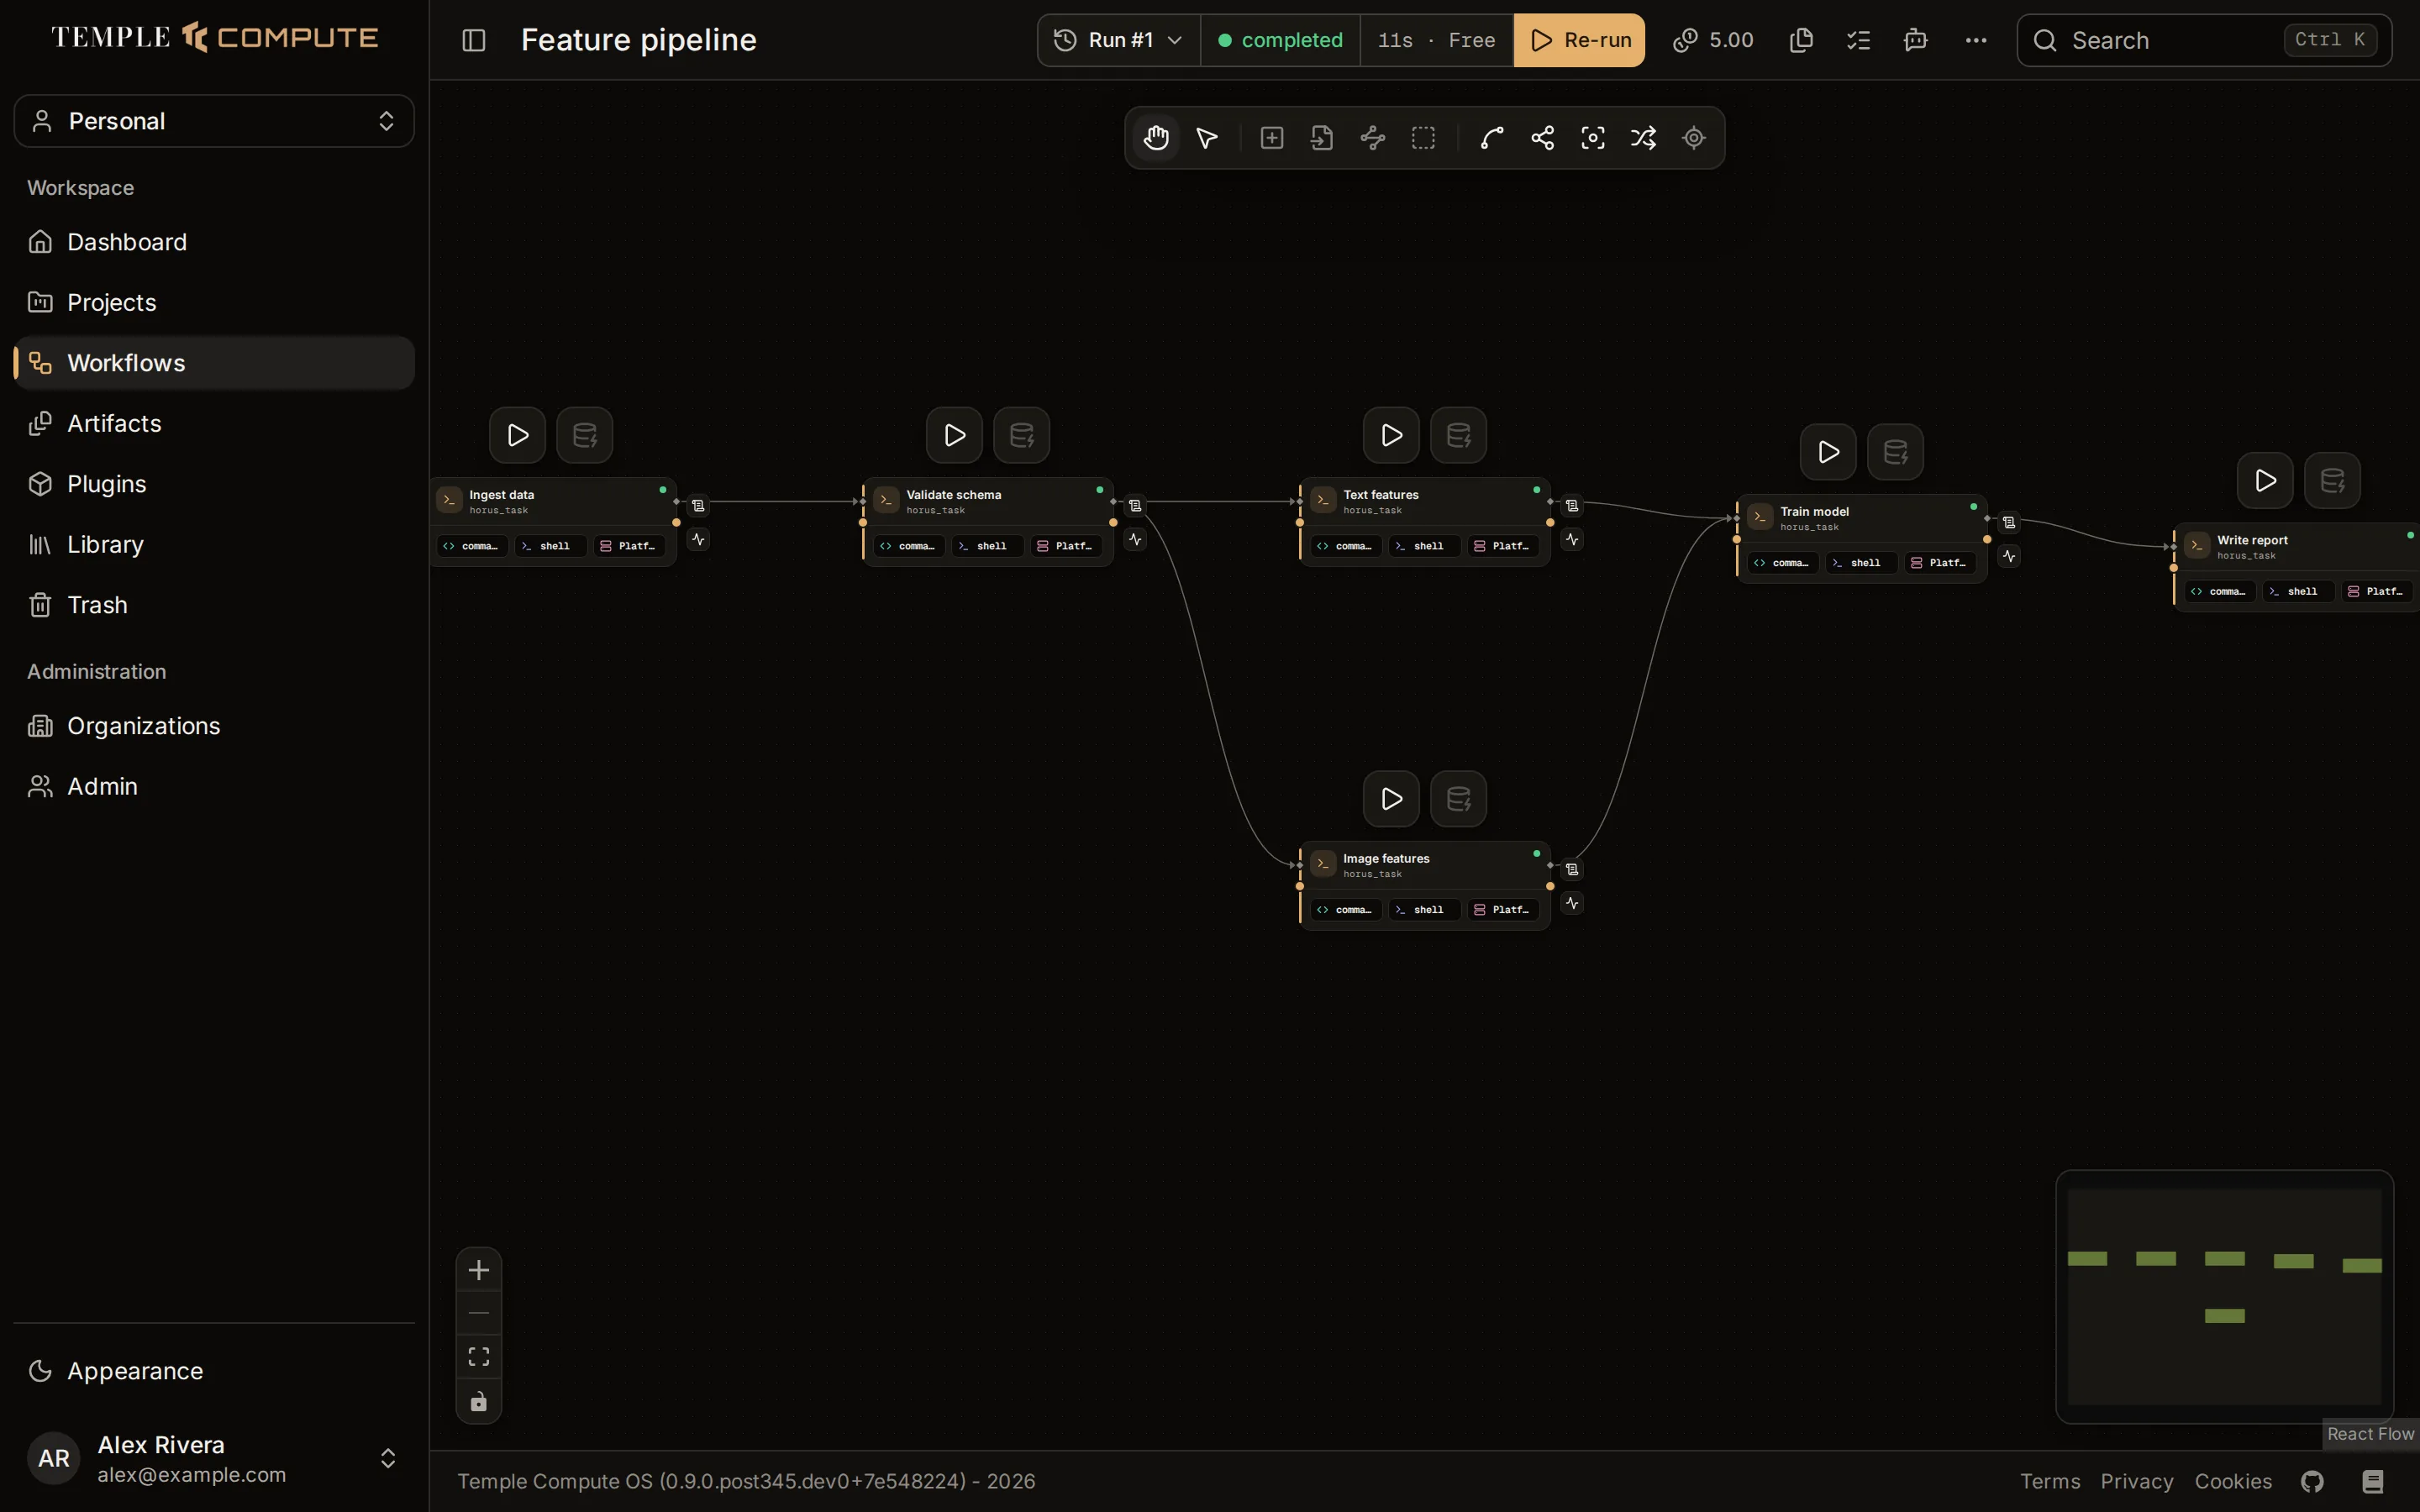 TEMPLE COMPUTE
Personal
Workspace
Dashboard
Projects
Workflows
Artifacts
Plugins
Library
Trash
Administration
Organizations
Admin
Appearance
AR
Alex Rivera
alex@example.com
Feature pipeline
Run #1
completed
11s · Free
Re-run
5.00
Search
Ctrl K
Ingest data
horus_task
comma…
shell
Platf…
Validate schema
horus_task
comma…
shell
Platf…
Text features
horus_task
comma…
shell
Platf…
Train model
horus_task
comma…
shell
Platf…
Write report
horus_task
comma…
shell
Platf…
Image features
horus_task
comma…
shell
Platf…
React Flow
Temple Compute OS (0.9.0.post345.dev0+7e548224) - 2026
Terms
Privacy
Cookies